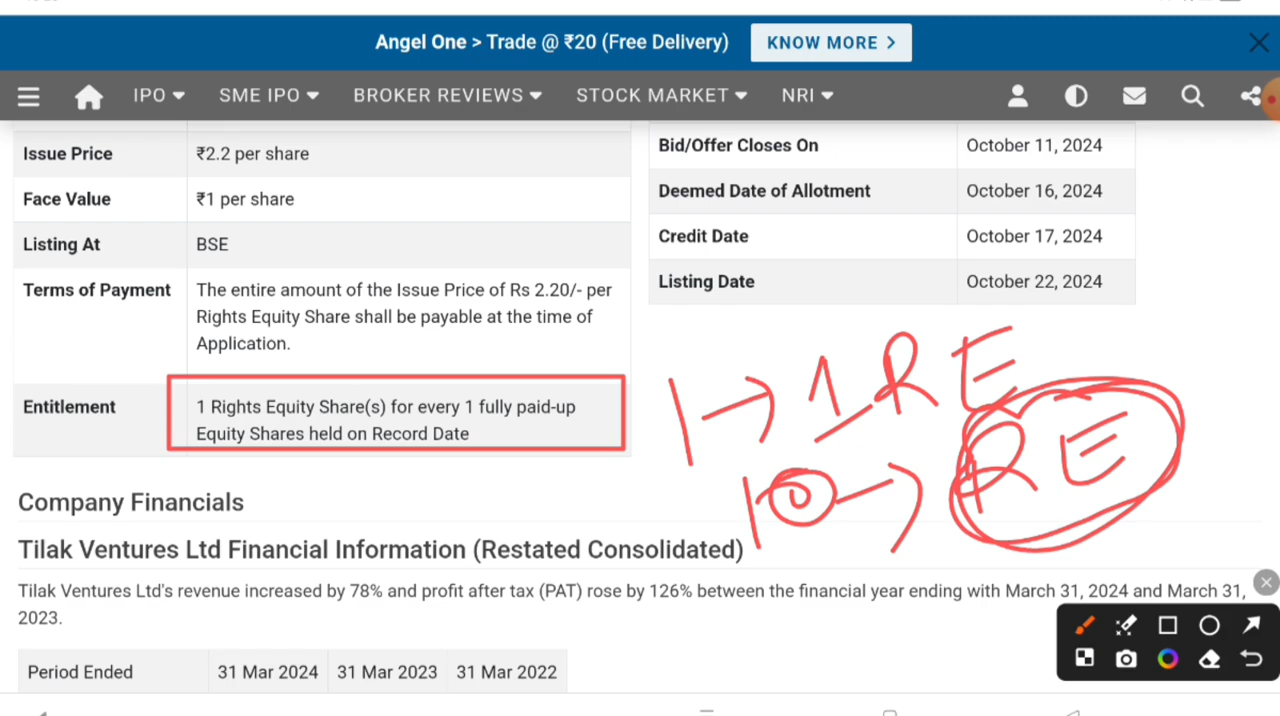 Angel One > Trade @ ₹20 (Free Delivery) KNOW MORE >
IPO SME IPO BROKER REVIEWS STOCK MARKET NRI
Issue Price ₹2.2 per share
Face Value ₹1 per share
Listing At BSE
Terms of Payment The entire amount of the Issue Price of Rs 2.20/- per
Rights Equity Share shall be payable at the time of
Application.
Entitlement 1 Rights Equity Share(s) for every 1 fully paid-up
Equity Shares held on Record Date
Bid/Offer Closes On October 11, 2024
Deemed Date of Allotment October 16, 2024
Credit Date October 17, 2024
Listing Date October 22, 2024
1 → 1 RE
10 → RE
Company Financials
Tilak Ventures Ltd Financial Information (Restated Consolidated)
Tilak Ventures Ltd's revenue increased by 78% and profit after tax (PAT) rose by 126% between the financial year ending with March 31, 2024 and March 31,
2023.
Period Ended 31 Mar 2024 31 Mar 2023 31 Mar 2022